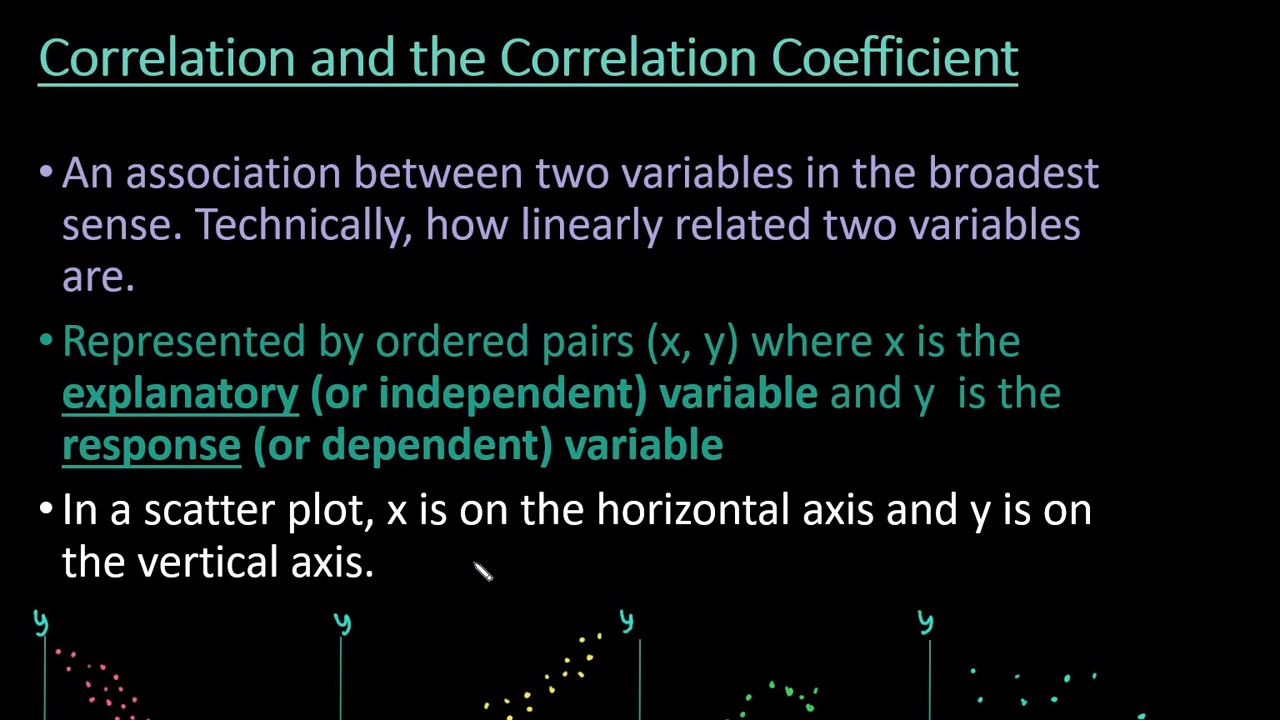 Correlation and the Correlation Coefficient
• An association between two variables in the broadest
sense. Technically, how linearly related two variables
are.
• Represented by ordered pairs (x, y) where x is the
explanatory (or independent) variable and y is the
response (or dependent) variable
• In a scatter plot, x is on the horizontal axis and y is on
the vertical axis.
y y y y